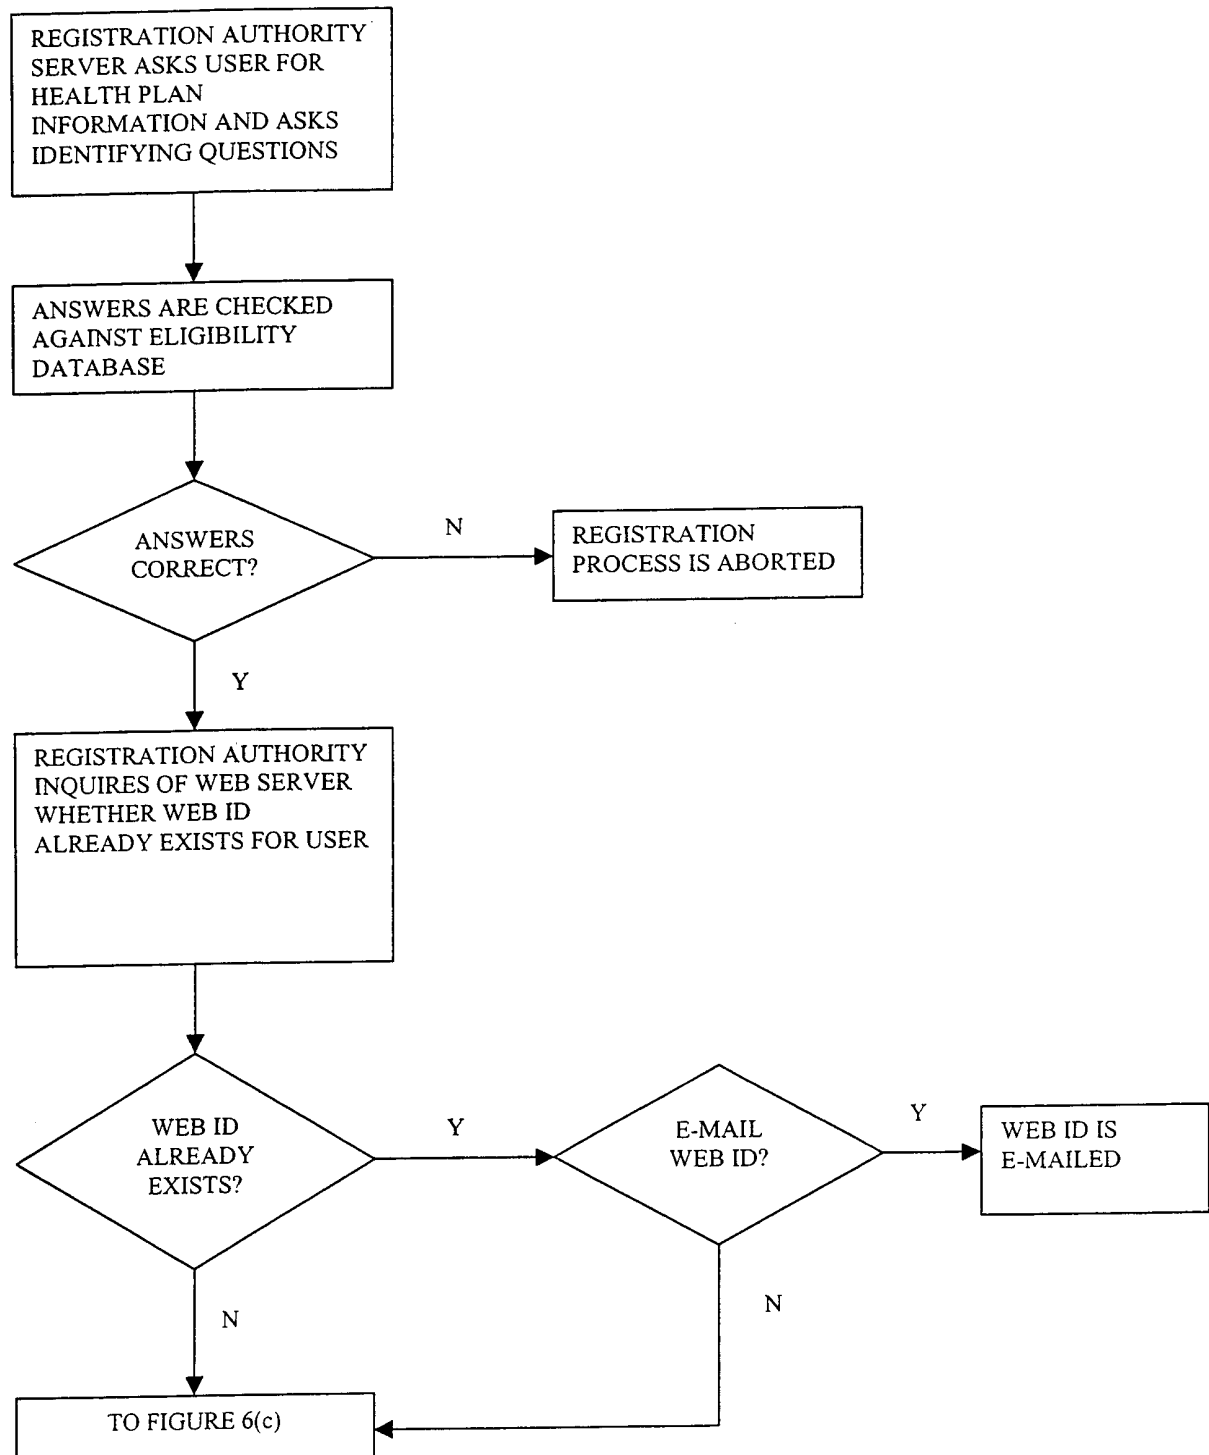 REGISTRATION AUTHORITY
SERVER ASKS USER FOR
HEALTH PLAN
INFORMATION AND ASKS
IDENTIFYING QUESTIONS
ANSWERS ARE CHECKED
AGAINST ELIGIBILITY
DATABASE
ANSWERS
CORRECT?
N
REGISTRATION
PROCESS IS ABORTED
Y
REGISTRATION AUTHORITY
INQUIRES OF WEB SERVER
WHETHER WEB ID
ALREADY EXISTS FOR USER
WEB ID
ALREADY
EXISTS?
Y
E-MAIL
WEB ID?
Y
WEB ID IS
E-MAILED
N
N
TO FIGURE 6(c)